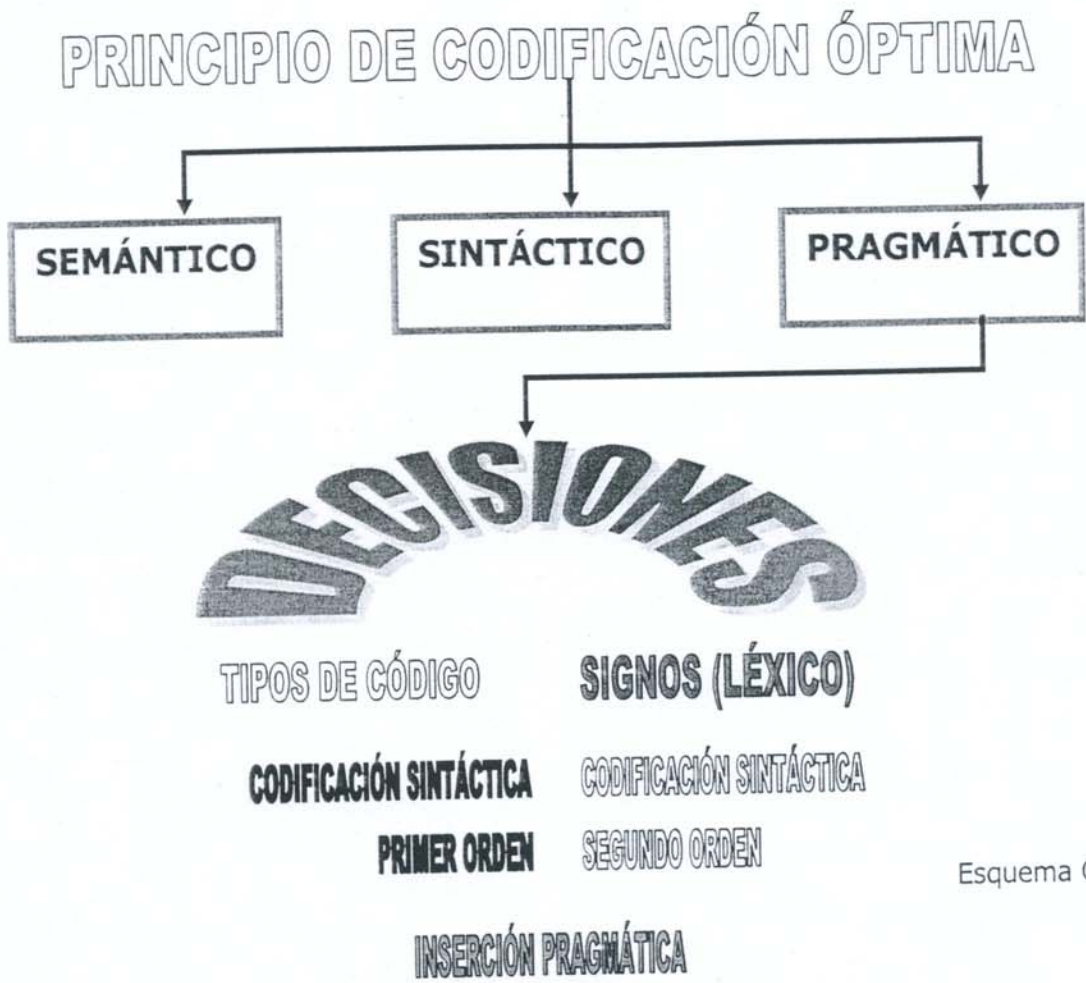 PRINCIPIO DE CODIFICACIÓN ÓPTIMA
SEMÁNTICO SINTÁCTICO PRAGMÁTICO
DECISIONES
TIPOS DE CÓDIGO SIGNOS (LÉXICO)
CODIFICACIÓN SINTÁCTICA CODIFICACIÓN SINTÁCTICA
PRIMER ORDEN SEGUNDO ORDEN
Esquema
INSERCIÓN PRAGMÁTICA